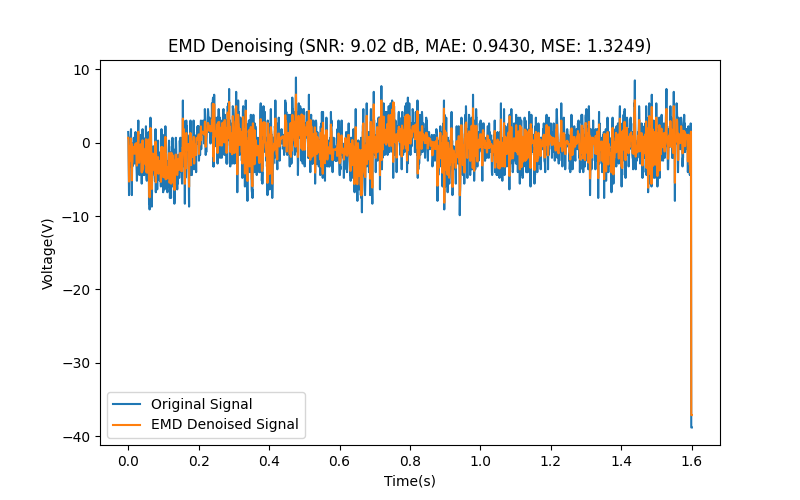 EMD Denoising (SNR: 9.02 dB, MAE: 0.9430, MSE: 1.3249)
10
0
−10
−20
−30
−40
Voltage(V)
Original Signal
EMD Denoised Signal
0.0 0.2 0.4 0.6 0.8 1.0 1.2 1.4 1.6
Time(s)